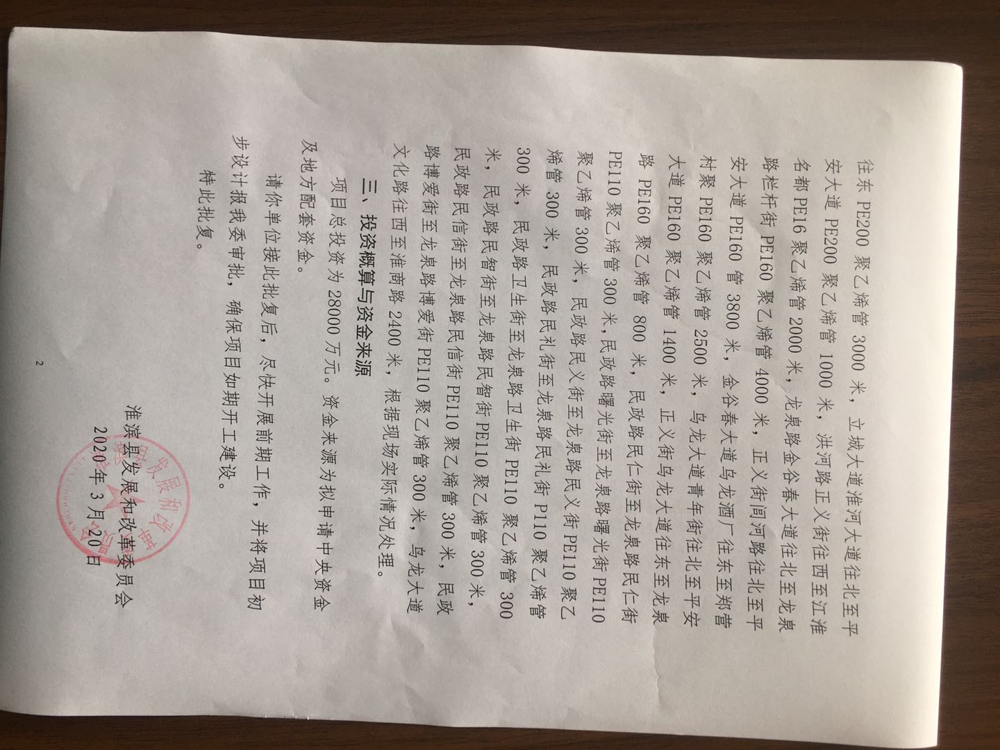 往东 PE200 聚乙烯管 3000 米，立城大道淮河大道往北至平
安大道 PE200 聚乙烯管 1000 米，洪河路正义街往西至江淮
名都 PE16 聚乙烯管 2000 米，龙泉路金谷春大道往北至龙泉
路栏杆街 PE160 聚乙烯管 4000 米，正义街间河路往北至平
安大道 PE160 管 3800 米，金谷春大道乌龙酒厂往东至郑营
村聚 PE160 聚乙烯管 2500 米，乌龙大道青年街往北至平安
大道 PE160 聚乙烯管 1400 米，正义街乌龙大道往东至龙泉
路 PE160 聚乙烯管 800 米，民政路民仁街至龙泉路民仁街
PE110 聚乙烯管 300 米，民政路曙光街至龙泉路曙光街 PE110
聚乙烯管 300 米，民政路民义街至龙泉路民义街 PE110 聚乙
烯管 300 米，民政路民礼街至龙泉路民礼街 P110 聚乙烯管
300 米，民政路卫生街至龙泉路卫生街 PE110 聚乙烯管 300
米，民政路民智街至龙泉路民智街 PE110 聚乙烯管 300 米，
民政路民信街至龙泉路民信街 PE110 聚乙烯管 300 米，民政
路博爱街至龙泉路博爱街 PE110 聚乙烯管 300 米，乌龙大道
文化路往西至淮商路 2400 米，根据现场实际情况处理。
三、投资概算与资金来源
项目总投资为 28000 万元。资金来源为拟申请中央资金
及地方配套资金。
请你单位接此批复后，尽快开展前期工作，并将项目初
步设计报我委审批，确保项目如期开工建设。
特此批复。
淮滨县发展和改革委员会
2020 年 3 月 20 日
2